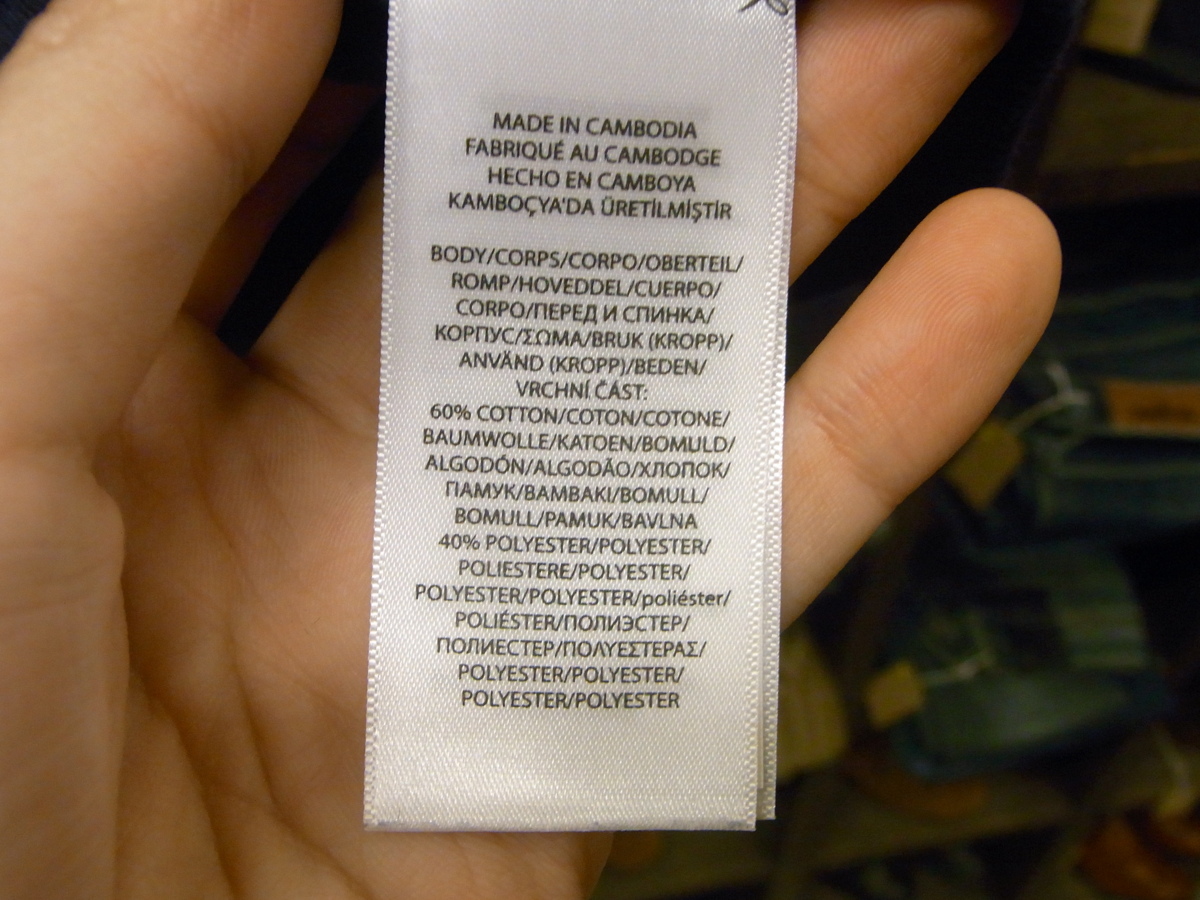 MADE IN CAMBODIA
FABRIQUÉ AU CAMBODGE
HECHO EN CAMBOYA
KAMBOÇYA'DA ÜRETİLMİŞTİR
BODY/CORPS/CORPO/OBERTEIL/
ROMP/HOVEDDEL/CUERPO/
CORPO/ПЕРЕД И СПИНКА/
КОРПУС/ΣΩΜΑ/BRUK (KROPP)/
ANVÄND (KROPP)/BEDEN/
VRCHNÍ ČÁST:
60% COTTON/COTON/COTONE/
BAUMWOLLE/KATOEN/BOMULD/
ALGODÓN/ALGODÃO/ХЛОПОК/
ПАМУК/ΒΑΜΒΑΚΙ/BOMULL/
BOMULL/PAMUK/BAVLNA
40% POLYESTER/POLYESTER/
POLIESTERE/POLYESTER/
POLYESTER/POLYESTER/poliéster/
POLIÉSTER/ПОЛИЭСТЕР/
ПОЛИЕСТЕР/ΠΟΛΥΕΣΤΕΡΑΣ/
POLYESTER/POLYESTER/
POLYESTER/POLYESTER